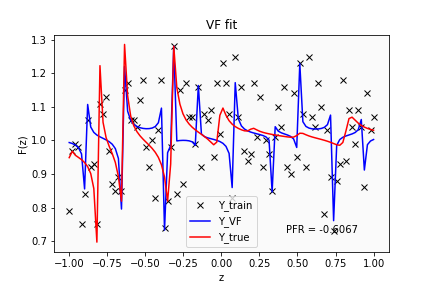 VF fit
1.3
1.2
1.1
1.0
0.9
0.8
0.7
F(z)
Y_train
Y_VF
Y_true
PFR = -0.6067
−1.00 −0.75 −0.50 −0.25 0.00 0.25 0.50 0.75 1.00
z